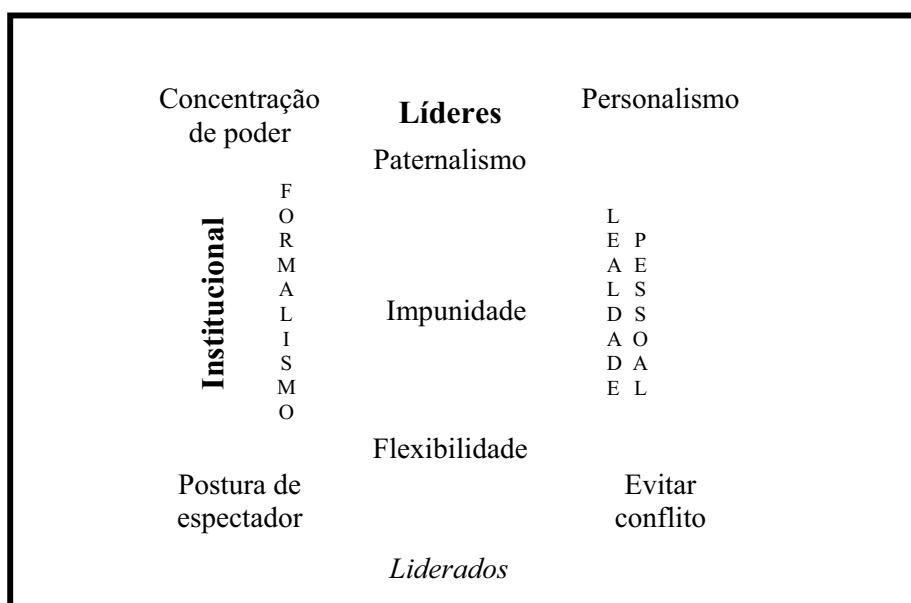 Concentração
de poder
Líderes
Personalismo
Paternalismo
Institucional
FORMALISMO
Impunidade
LEALDADE
PESSOAL
Flexibilidade
Postura de
espectador
Evitar
conflito
Liderados